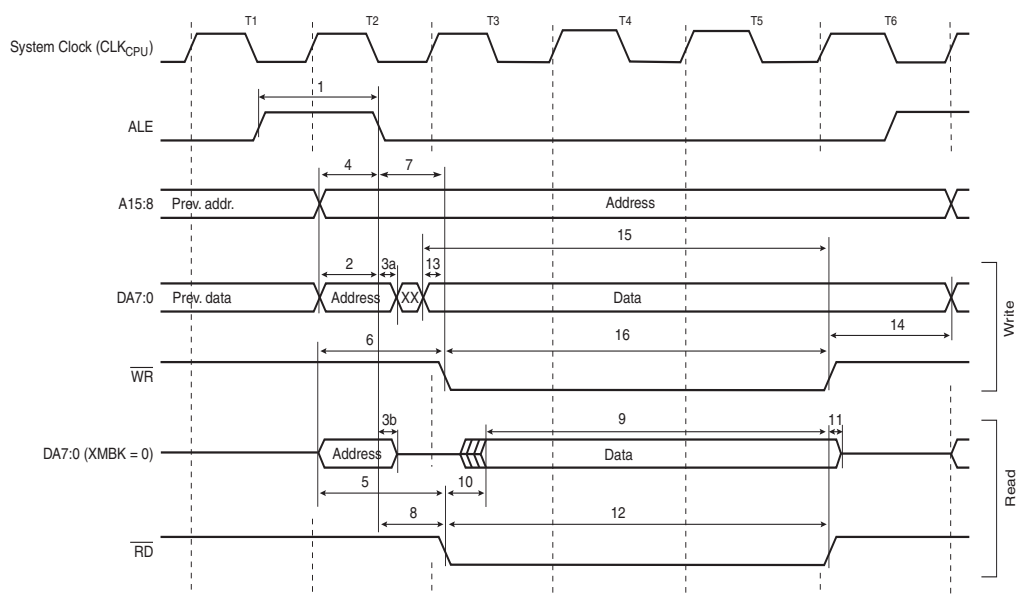 T1 T2 T3 T4 T5 T6
System Clock (CLKCPU)
1
ALE
4 7
A15:8 Prev. addr. Address
15
2 3a 13
DA7:0 Prev. data Address XX Data
14
6 16
WR
Write
3b 9 11
DA7:0 (XMBK = 0) Address Data
5 10
8 12
RD
Read